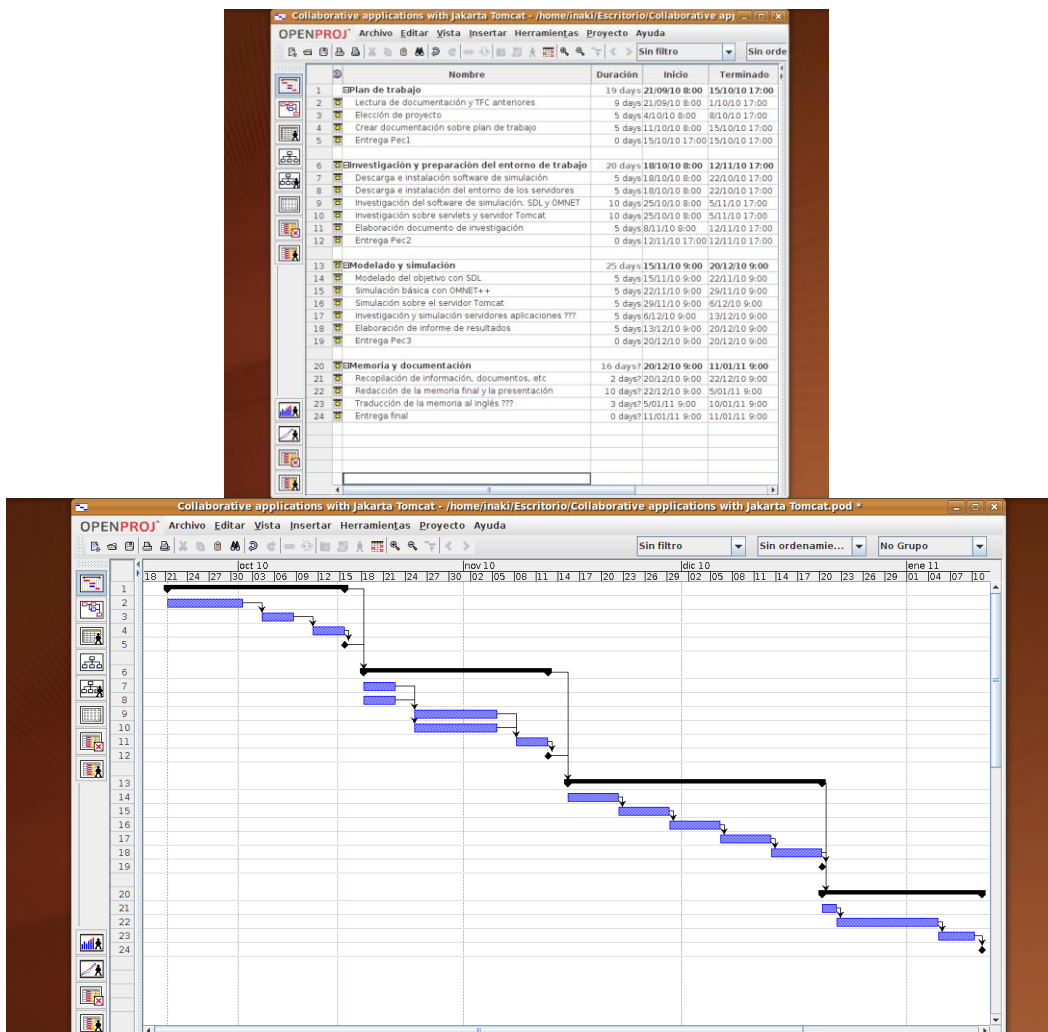 Collaborative applications with Jakarta Tomcat - /home/inaki/Escritorio/Collaborative app
OPENPROJ Archivo Editar Vista Insertar Herramientas Proyecto Ayuda
Sin filtro Sin orde
Nombre Duración Inicio Terminado
1 Plan de trabajo 19 days 21/09/10 8:00 15/10/10 17:00
2 Lectura de documentación y TFC anteriores 9 days 21/09/10 8:00 1/10/10 17:00
3 Elección de proyecto 5 days 4/10/10 8:00 8/10/10 17:00
4 Crear documentación sobre plan de trabajo 5 days 11/10/10 8:00 15/10/10 17:00
5 Entrega Pec1 0 days 15/10/10 17:00 15/10/10 17:00
6 Investigación y preparación del entorno de trabajo 20 days 18/10/10 8:00 12/11/10 17:00
7 Descarga e instalación software de simulación 5 days 18/10/10 8:00 22/10/10 17:00
8 Descarga e instalación del entorno de los servidores 5 days 18/10/10 8:00 22/10/10 17:00
9 Investigación del software de simulación. SDL y OMNET 10 days 25/10/10 8:00 5/11/10 17:00
10 Investigación sobre servlets y servidor Tomcat 10 days 25/10/10 8:00 5/11/10 17:00
11 Elaboración documento de investigación 5 days 8/11/10 8:00 12/11/10 17:00
12 Entrega Pec2 0 days 12/11/10 17:00 12/11/10 17:00
13 Modelado y simulación 25 days 15/11/10 9:00 20/12/10 9:00
14 Modelado del objetivo con SDL 5 days 15/11/10 9:00 22/11/10 9:00
15 Simulación básica con OMNET++ 5 days 22/11/10 9:00 29/11/10 9:00
16 Simulación sobre el servidor Tomcat 5 days 29/11/10 9:00 6/12/10 9:00
17 Investigación y simulación servidores aplicaciones ??? 5 days 6/12/10 9:00 13/12/10 9:00
18 Elaboración de informe de resultados 5 days 13/12/10 9:00 20/12/10 9:00
19 Entrega Pec3 0 days 20/12/10 9:00 20/12/10 9:00
20 Memoria y documentación 16 days? 20/12/10 9:00 11/01/11 9:00
21 Recopilación de información, documentos, etc 2 days? 20/12/10 9:00 22/12/10 9:00
22 Redacción de la memoria final y la presentación 10 days? 22/12/10 9:00 5/01/11 9:00
23 Traducción de la memoria al inglés ??? 3 days? 5/01/11 9:00 10/01/11 9:00
24 Entrega final 0 days? 11/01/11 9:00 11/01/11 9:00
Collaborative applications with Jakarta Tomcat - /home/inaki/Escritorio/Collaborative applications with Jakarta Tomcat.pod *
OPENPROJ Archivo Editar Vista Insertar Herramientas Proyecto Ayuda
Sin filtro Sin ordenamie... No Grupo
oct 10 nov 10 dic 10 ene 11
18 21 24 27 30 03 06 09 12 15 18 21 24 27 30 02 05 08 11 14 17 20 23 26 29 02 05 08 11 14 17 20 23 26 29 01 04 07 10
1
2
3
4
5
6
7
8
9
10
11
12
13
14
15
16
17
18
19
20
21
22
23
24